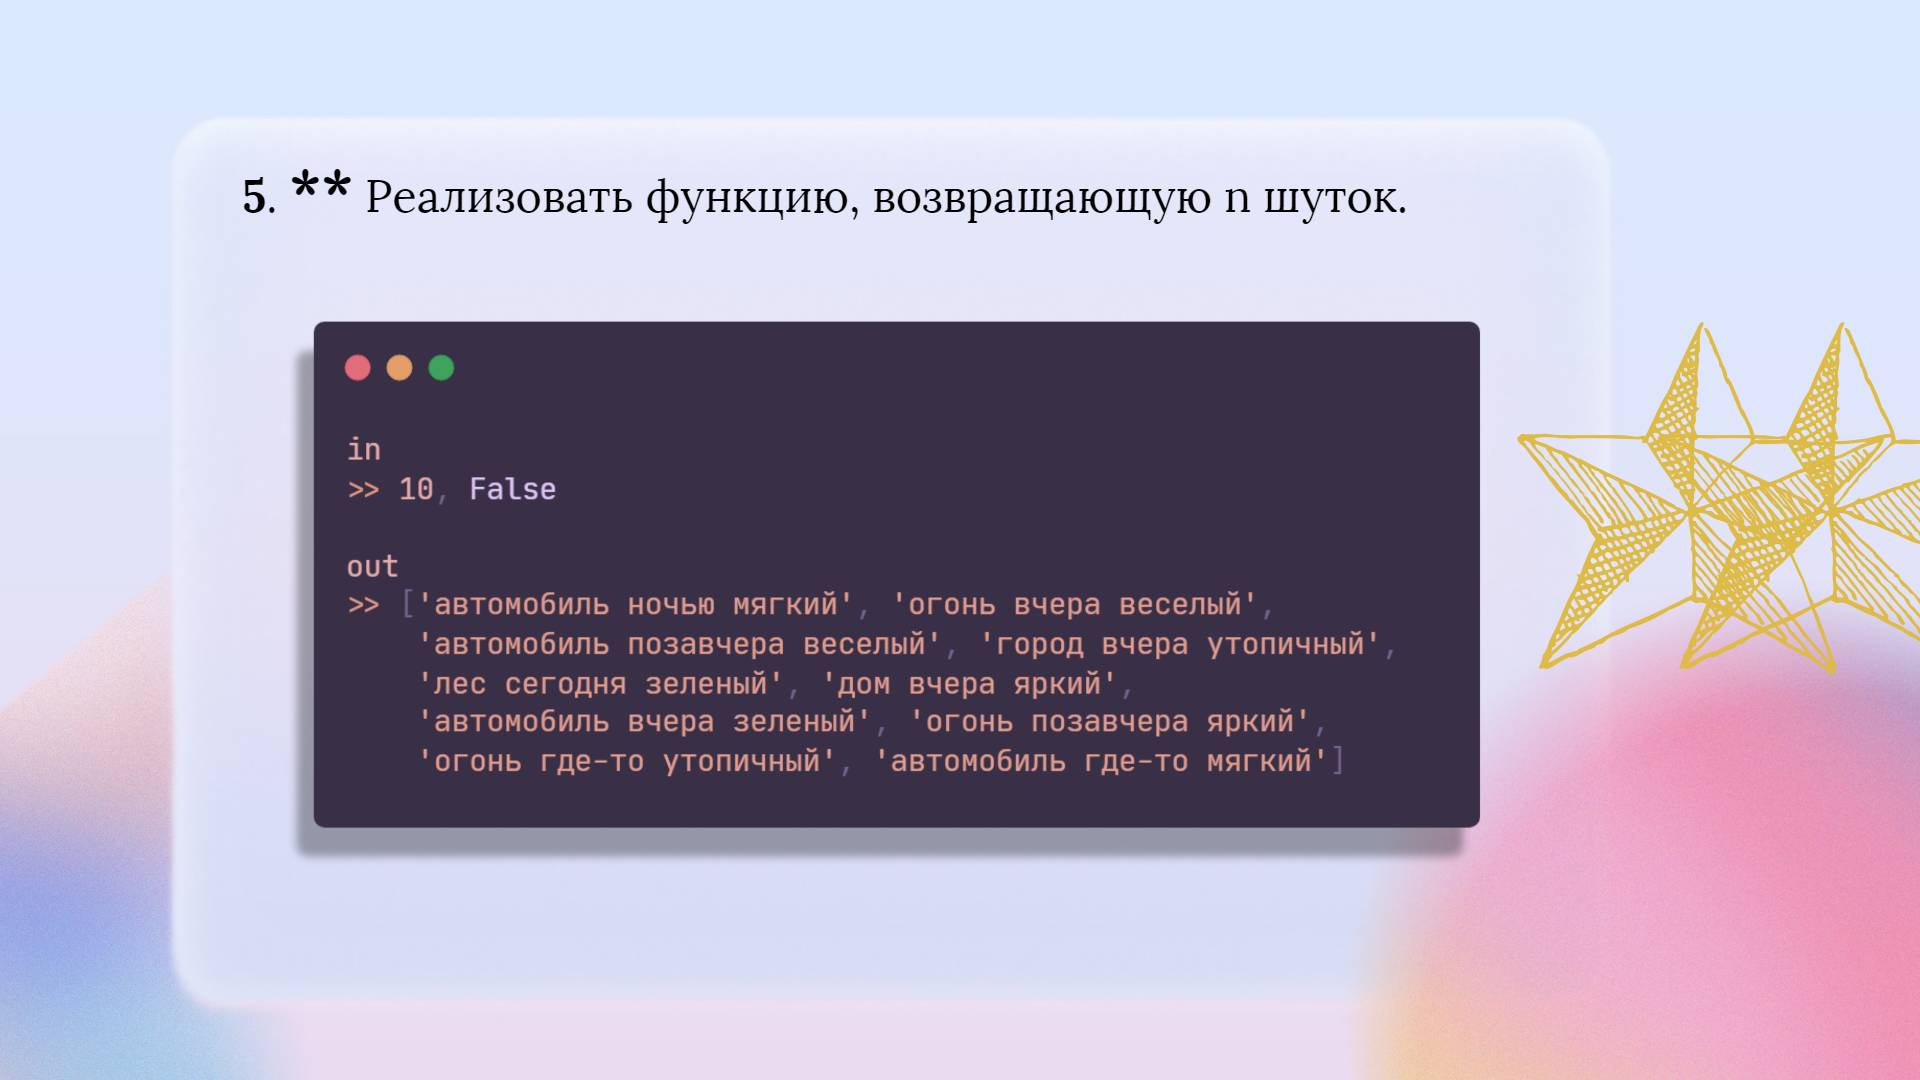 5. ** Реализовать функцию, возвращающую n шуток.
in
>> 10, False
out
>> ['автомобиль ночью мягкий', 'огонь вчера веселый',
'автомобиль позавчера веселый', 'город вчера утопичный',
'лес сегодня зеленый', 'дом вчера яркий',
'автомобиль вчера зеленый', 'огонь позавчера яркий',
'огонь где-то утопичный', 'автомобиль где-то мягкий']